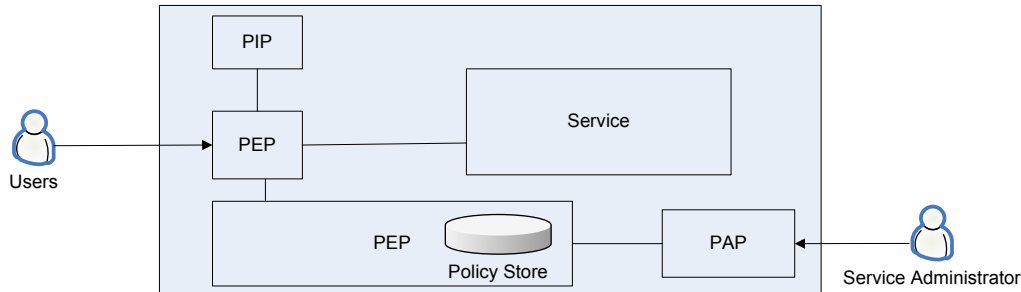 PIP
Service
PEP
Users
PEP
Policy Store
PAP
Service Administrator